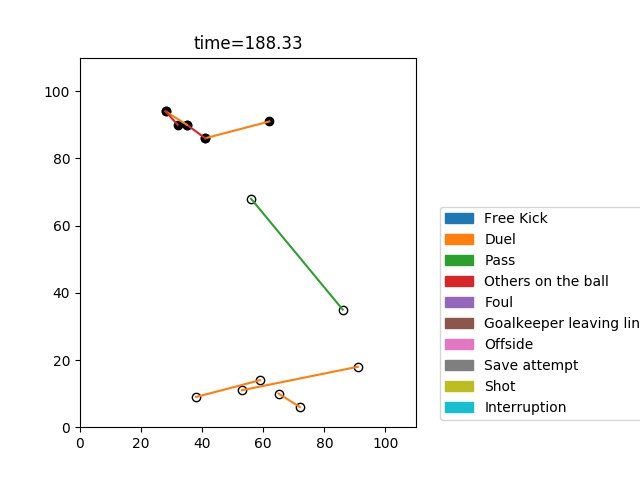 time=188.33
100
80
60
40
20
0
0 20 40 60 80 100
Free Kick
Duel
Pass
Others on the ball
Foul
Goalkeeper leaving lin
Offside
Save attempt
Shot
Interruption